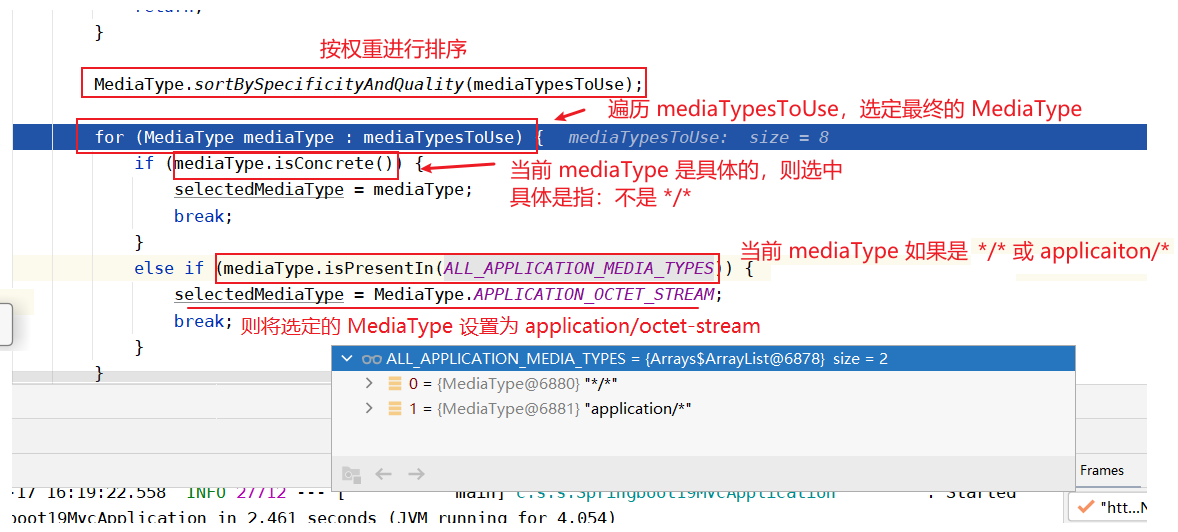 }
按权重进行排序
MediaType.sortBySpecificityAndQuality(mediaTypesToUse);
遍历 mediaTypesToUse，选定最终的 MediaType
for (MediaType mediaType : mediaTypesToUse) { mediaTypesToUse: size = 8
if (mediaType.isConcrete()) {
当前 mediaType 是具体的，则选中
selectedMediaType = mediaType;
具体是指：不是 */*
break;
}
当前 mediaType 如果是 */* 或 applicaiton/*
else if (mediaType.isPresentIn(ALL_APPLICATION_MEDIA_TYPES)) {
selectedMediaType = MediaType.APPLICATION_OCTET_STREAM;
break;
则将选定的 MediaType 设置为 application/octet-stream
}
ALL_APPLICATION_MEDIA_TYPES = {Arrays$ArrayList@6878} size = 2
}
0 = {MediaType@6880} "*/*"
1 = {MediaType@6881} "application/*"
Frames
-17 16:19:22.558 INFO 27712 --- [ main] c.s.s.Springboot19MvcApplication : Started
boot19MvcApplication in 2.461 seconds (JVM running for 4.054)
"htt...N